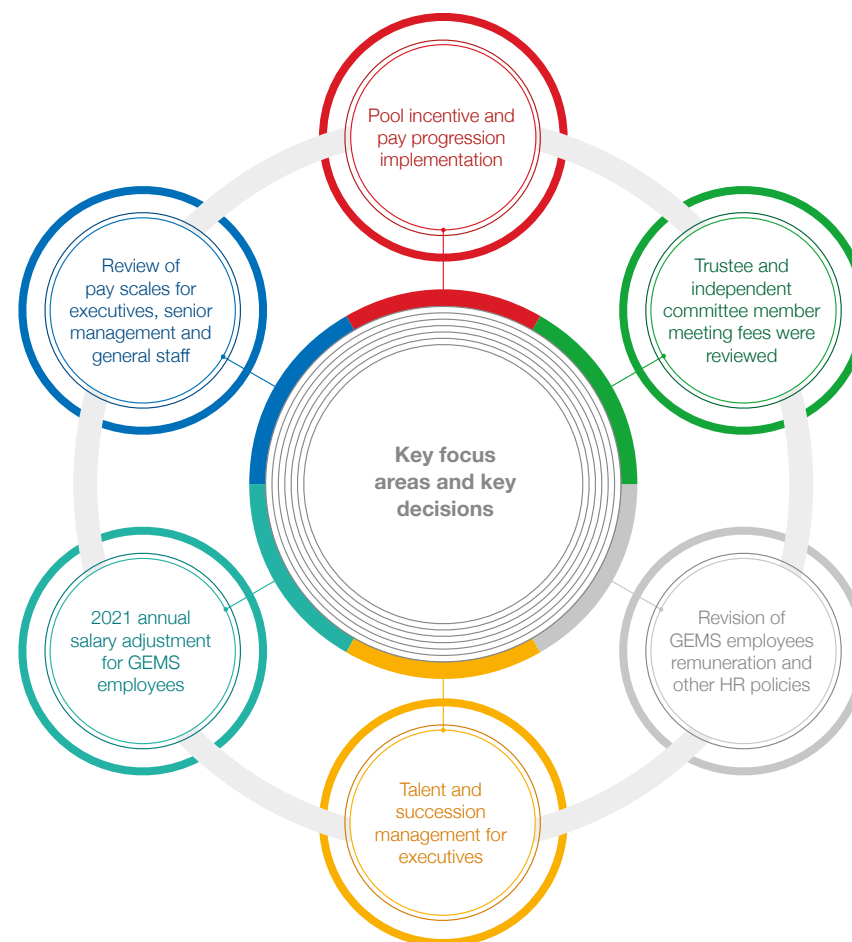 Pool incentive and
pay progression
implementation
Review of
pay scales for
executives, senior
management and
general staff
Trustee and
independent
committee member
meeting fees were
reviewed
Key focus
areas and key
decisions
2021 annual
salary adjustment
for GEMS
employees
Revision of
GEMS employees
remuneration and
other HR policies
Talent and
succession
management for
executives